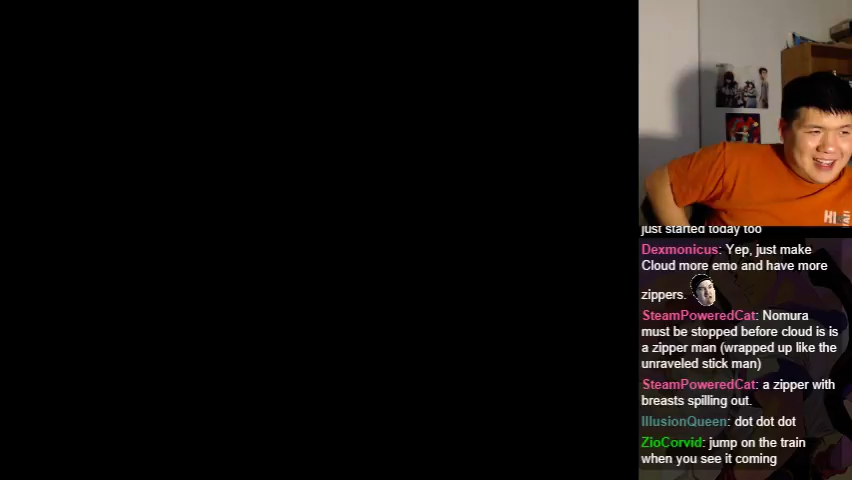 HI
just started today too
Dexmonicus: Yep, just make
Cloud more emo and have more
zippers.
SteamPoweredCat: Nomura
must be stopped before cloud is is
a zipper man (wrapped up like the
unraveled stick man)
SteamPoweredCat: a zipper with
breasts spilling out.
IllusionQueen: dot dot dot
ZioCorvid: jump on the train
when you see it coming